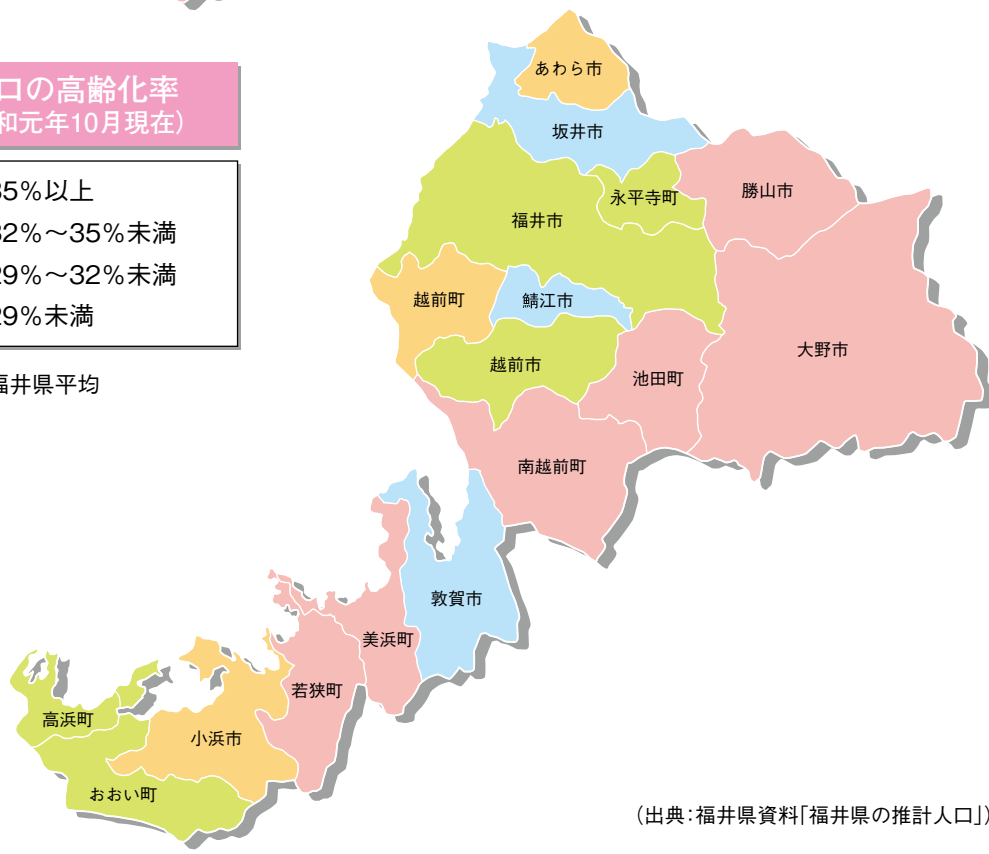 口の高齢化率
和元年10月現在）
35％以上
32％〜35％未満
29％〜32％未満
29％未満
福井県平均
あわら市
坂井市
永平寺町
勝山市
福井市
越前町
鯖江市
越前市
池田町
大野市
南越前町
敦賀市
美浜町
若狭町
高浜町
小浜市
おおい町
（出典：福井県資料「福井県の推計人口」）